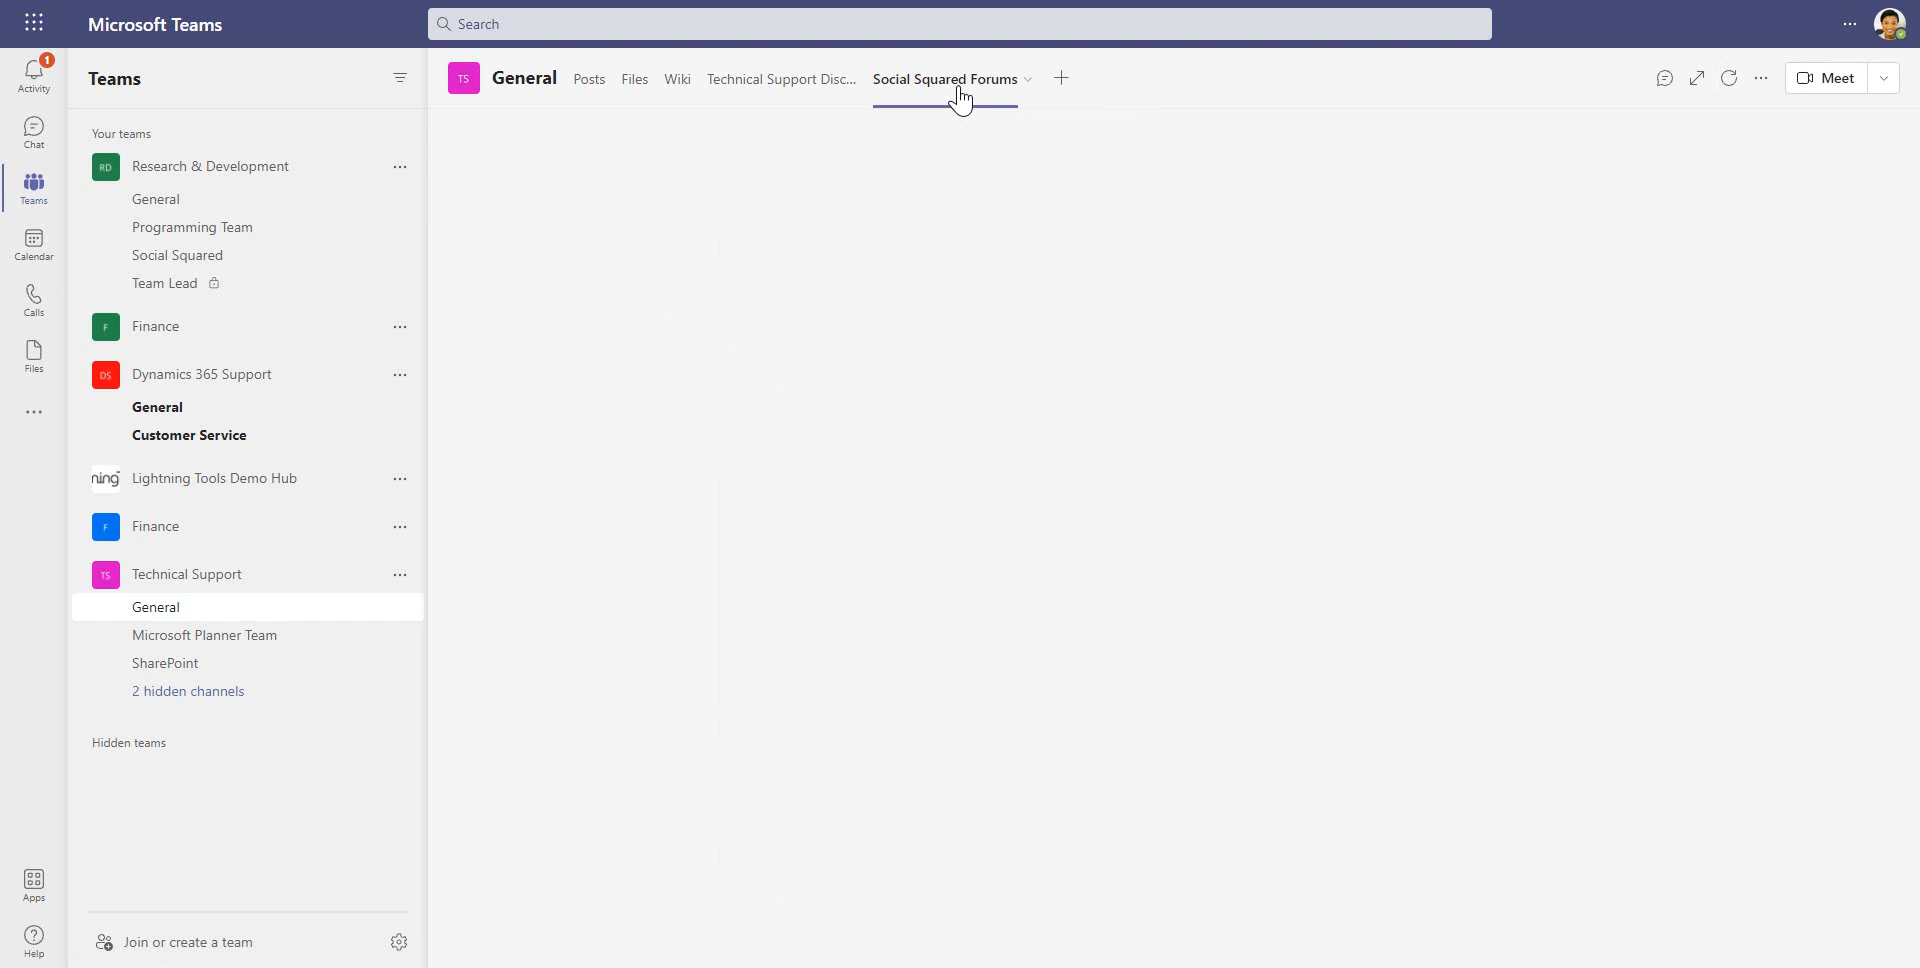 Microsoft Teams
Search
1
Activity
Chat
Teams
Calendar
Calls
Files
Apps
Help
Teams
Your teams
RD Research & Development
General
Programming Team
Social Squared
Team Lead
F Finance
DS Dynamics 365 Support
General
Customer Service
ning Lightning Tools Demo Hub
F Finance
TS Technical Support
General
Microsoft Planner Team
SharePoint
2 hidden channels
Hidden teams
Join or create a team
TS General Posts Files Wiki Technical Support Disc... Social Squared Forums
Meet